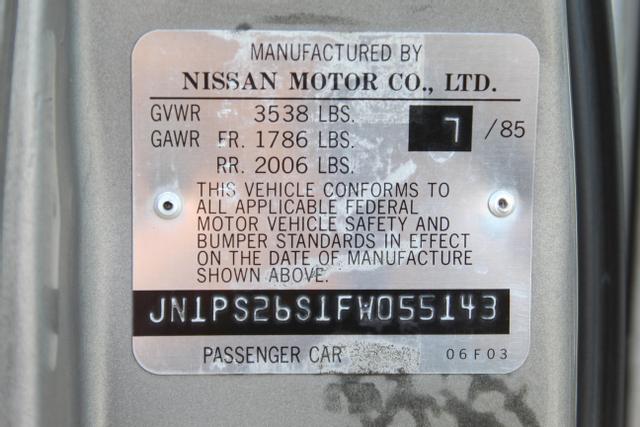 MANUFACTURED BY
NISSAN MOTOR CO., LTD.
GVWR 3538 LBS.
GAWR FR. 1786 LBS. 7 /85
RR. 2006 LBS.
THIS VEHICLE CONFORMS TO
ALL APPLICABLE FEDERAL
MOTOR VEHICLE SAFETY AND
BUMPER STANDARDS IN EFFECT
ON THE DATE OF MANUFACTURE
SHOWN ABOVE.
JN1PS26S1FW055143
PASSENGER CAR 06F03